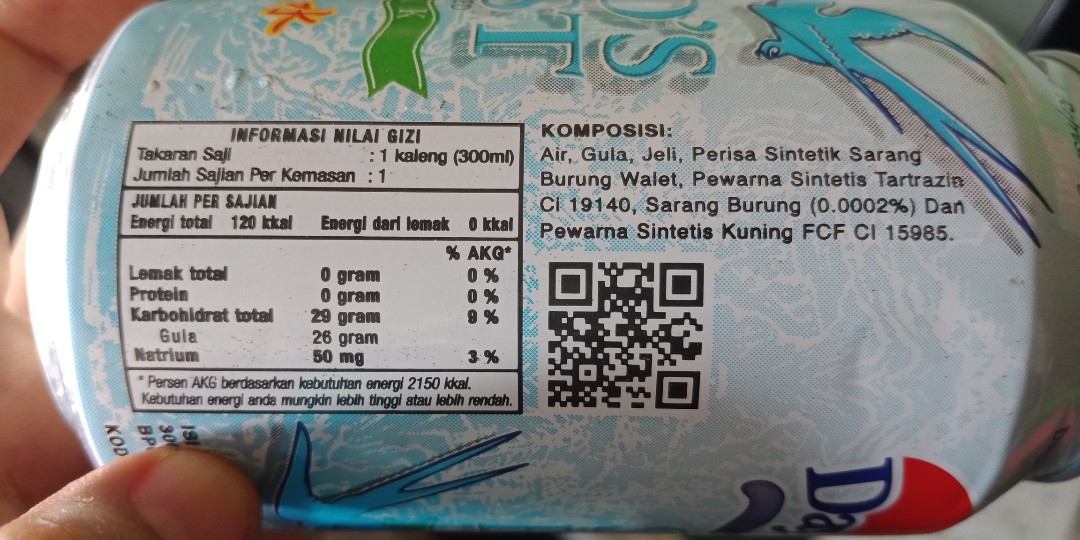 INFORMASI NILAI GIZI
Takaran Saji : 1 kaleng (300ml)
Jumlah Sajian Per Kemasan : 1
JUMLAH PER SAJIAN
Energi total 120 kkal Energi dari lemak 0 kkal
% AKG*
Lemak total 0 gram 0 %
Protein 0 gram 0 %
Karbohidrat total 29 gram 9 %
Gula 26 gram
Natrium 50 mg 3 %
* Persen AKG berdasarkan kebutuhan energi 2150 kkal.
Kebutuhan energi anda mungkin lebih tinggi atau lebih rendah.
KOMPOSISI:
Air, Gula, Jeli, Perisa Sintetik Sarang
Burung Walet, Pewarna Sintetis Tartrazin
CI 19140, Sarang Burung (0.0002%) Dan
Pewarna Sintetis Kuning FCF CI 15985.